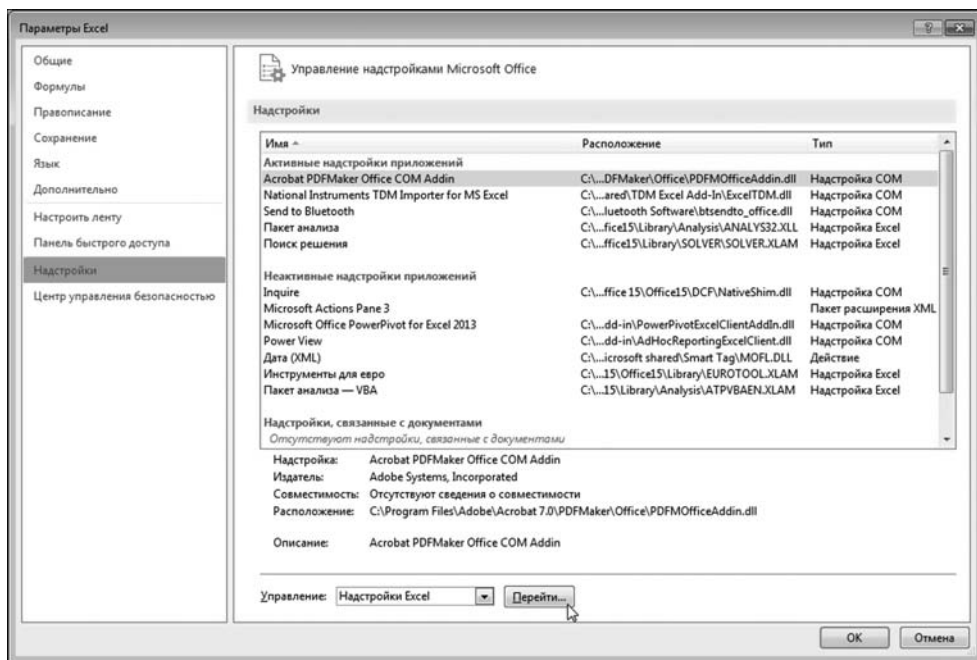 Параметры Excel
Общие
Формулы
Правописание
Сохранение
Язык
Дополнительно
Настроить ленту
Панель быстрого доступа
Надстройки
Центр управления безопасностью
Управление надстройками Microsoft Office
Надстройки
Имя Расположение Тип
Активные надстройки приложений
Acrobat PDFMaker Office COM Addin C:\...DFMaker\Office\PDFMOfficeAddin.dll Надстройка COM
National Instruments TDM Importer for MS Excel C:\...ared\TDM Excel Add-In\ExcelTDM.dll Надстройка COM
Send to Bluetooth C:\...luetooth Software\btsendto_office.dll Надстройка COM
Пакет анализа C:\...fice15\Library\Analysis\ANALYS32.XLL Надстройка Excel
Поиск решения C:\...ffice15\Library\SOLVER\SOLVER.XLAM Надстройка Excel
Неактивные надстройки приложений
Inquire C:\...ffice 15\Office15\DCF\NativeShim.dll Надстройка COM
Microsoft Actions Pane 3 Пакет расширения XML
Microsoft Office PowerPivot for Excel 2013 C:\...dd-in\PowerPivotExcelClientAddIn.dll Надстройка COM
Power View C:\...dd-in\AdHocReportingExcelClient.dll Надстройка COM
Дата (XML) C:\...icrosoft shared\Smart Tag\MOFL.DLL Действие
Инструменты для евро C:\...15\Office15\Library\EUROTOOL.XLAM Надстройка Excel
Пакет анализа — VBA C:\...15\Library\Analysis\ATPVBAEN.XLAM Надстройка Excel
Надстройки, связанные с документами
Отсутствуют надстройки, связанные с документами
Надстройка: Acrobat PDFMaker Office COM Addin
Издатель: Adobe Systems, Incorporated
Совместимость: Отсутствуют сведения о совместимости
Расположение: C:\Program Files\Adobe\Acrobat 7.0\PDFMaker\Office\PDFMOfficeAddin.dll
Описание: Acrobat PDFMaker Office COM Addin
Управление: Надстройки Excel Перейти...
ОК Отмена